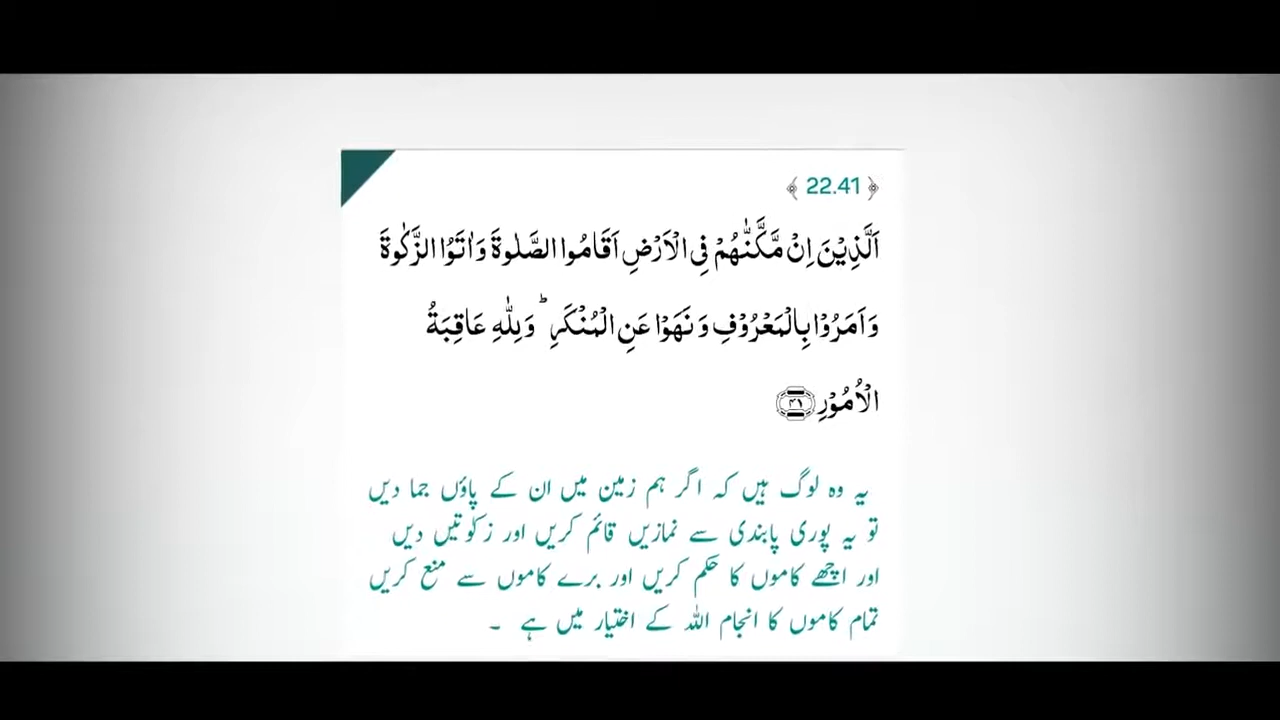 ﴿ 22.41 ﴾
اَلَّذِيْنَ اِنْ مَّكَّنّٰهُمْ فِى الْاَرْضِ اَقَامُوا الصَّلٰوةَ وَاٰتَوُا الزَّكٰوةَ
وَاَمَرُوْا بِالْمَعْرُوْفِ وَنَهَوْا عَنِ الْمُنْكَرِ ؕ وَلِلّٰهِ عَاقِبَةُ
الْاُمُوْرِ ۴۱
یہ وہ لوگ ہیں کہ اگر ہم زمین میں ان کے پاؤں جما دیں
تو یہ پوری پابندی سے نمازیں قائم کریں اور زکوٰتیں دیں
اور اچھے کاموں کا حکم کریں اور برے کاموں سے منع کریں
تمام کاموں کا انجام اللہ کے اختیار میں ہے ۔